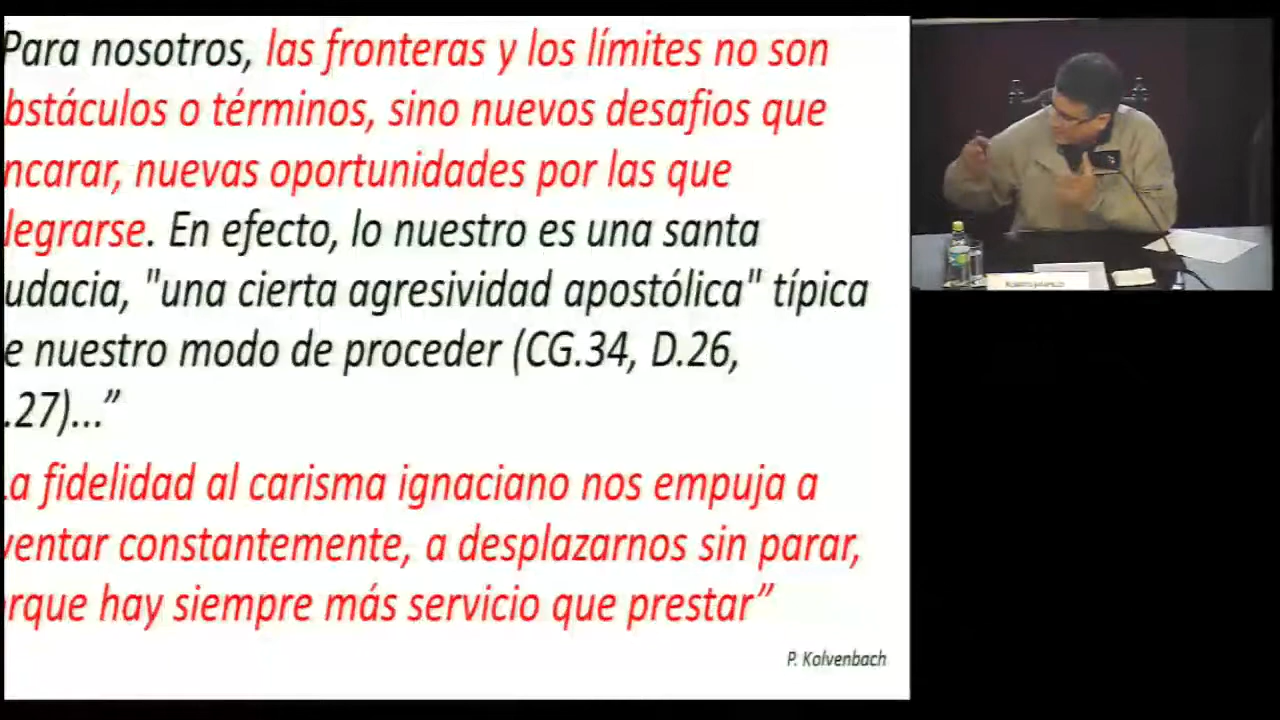 Para nosotros, las fronteras y los límites no son
bstáculos o términos, sino nuevos desafios que
ncarar, nuevas oportunidades por las que
legrarse. En efecto, lo nuestro es una santa
udacia, "una cierta agresividad apostólica" típica
e nuestro modo de proceder (CG.34, D.26,
.27)...”
a fidelidad al carisma ignaciano nos empuja a
ventar constantemente, a desplazarnos sin parar,
rque hay siempre más servicio que prestar”
P. Kolvenbach